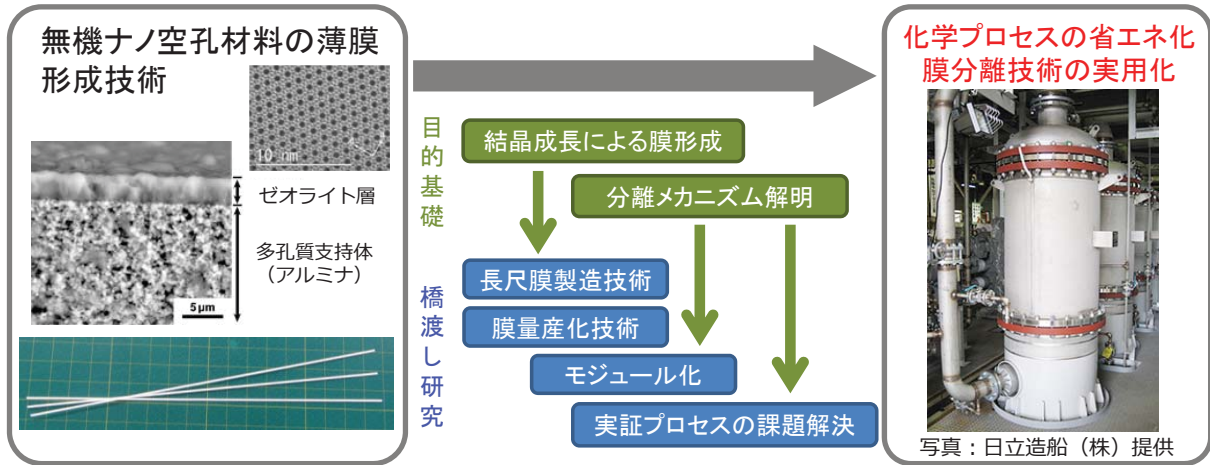 無機ナノ空孔材料の薄膜
形成技術
10 nm
ゼオライト層
多孔質支持体
（アルミナ）
5μm
目的基礎
結晶成長による膜形成
分離メカニズム解明
橋渡し研究
長尺膜製造技術
膜量産化技術
モジュール化
実証プロセスの課題解決
化学プロセスの省エネ化
膜分離技術の実用化
写真：日立造船（株）提供